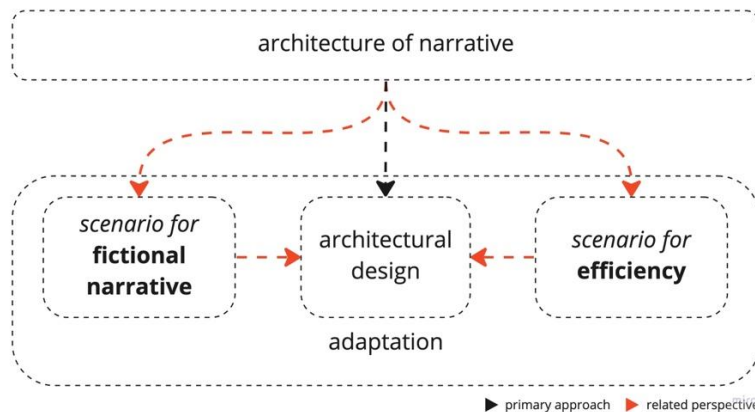 architecture of narrative
scenario for
fictional
narrative
architectural
design
scenario for
efficiency
adaptation
primary approach
related perspective